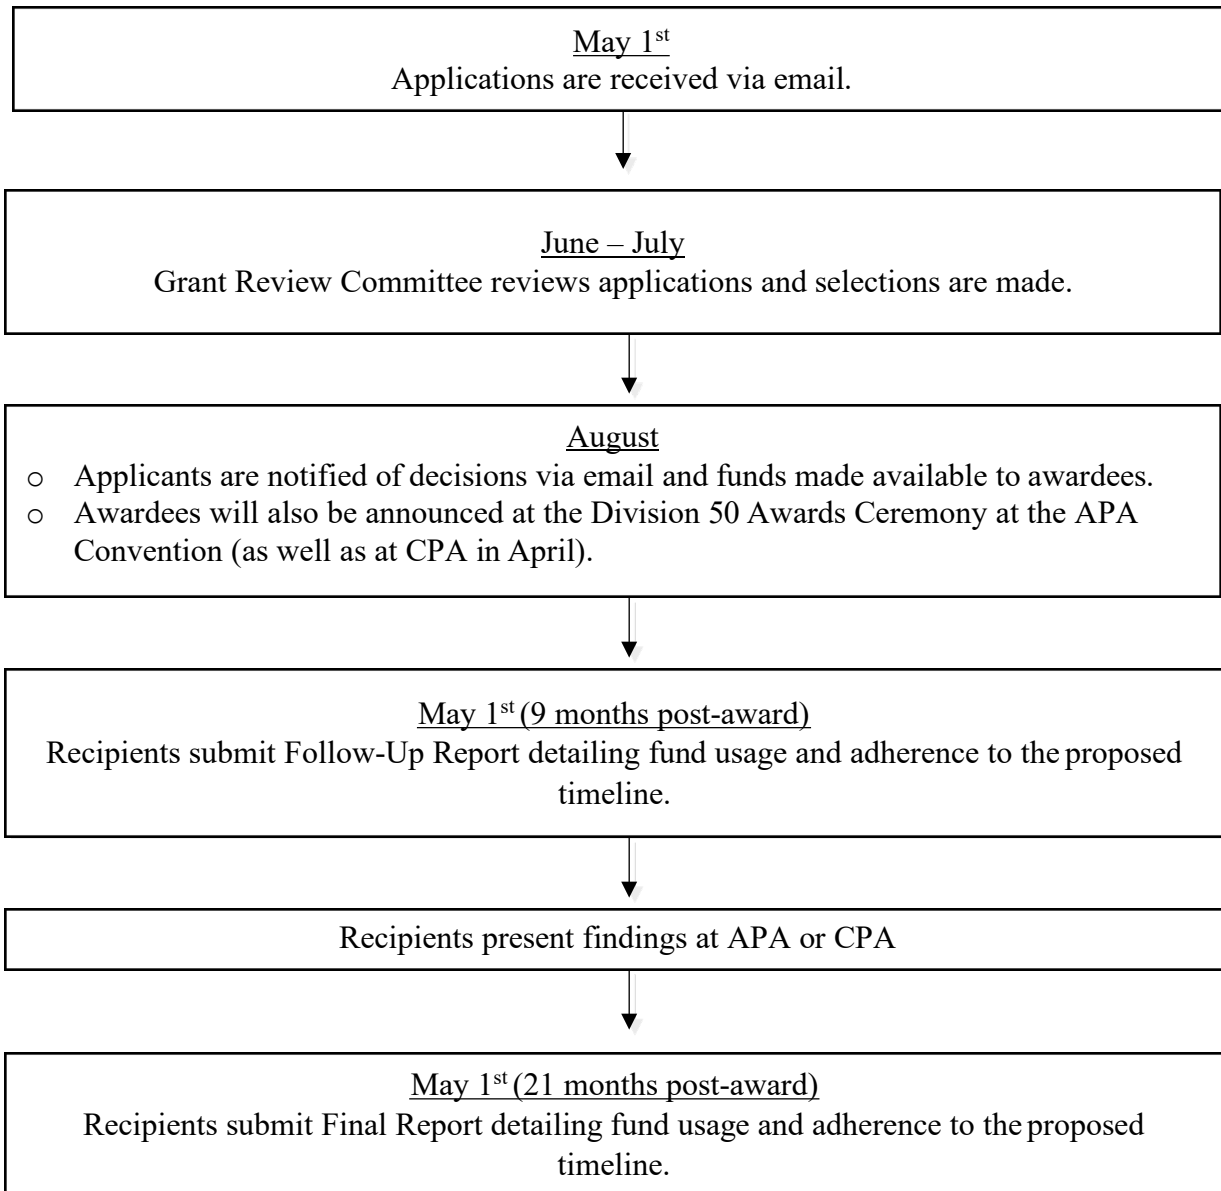 May 1st
Applications are received via email.
June – July
Grant Review Committee reviews applications and selections are made.
August
o Applicants are notified of decisions via email and funds made available to awardees.
o Awardees will also be announced at the Division 50 Awards Ceremony at the APA
Convention (as well as at CPA in April).
May 1st (9 months post-award)
Recipients submit Follow-Up Report detailing fund usage and adherence to the proposed
timeline.
Recipients present findings at APA or CPA
May 1st (21 months post-award)
Recipients submit Final Report detailing fund usage and adherence to the proposed
timeline.